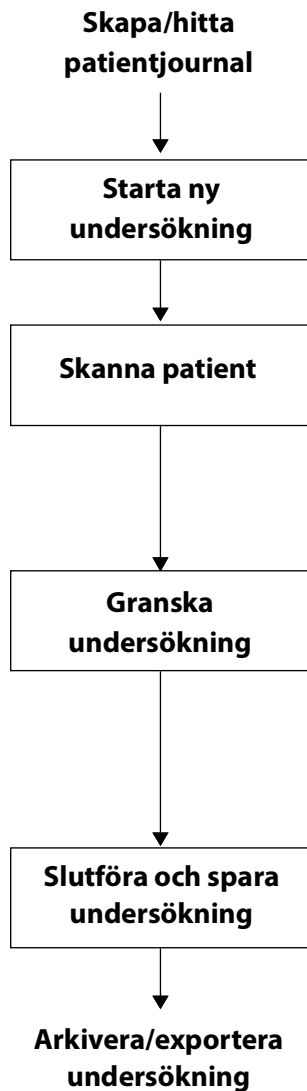 Skapa/hitta
patientjournal
Starta ny
undersökning
Skanna patient
Granska
undersökning
Slutföra och spara
undersökning
Arkivera/exportera
undersökning